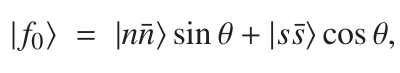 |f₀⟩ = |nn̄⟩ sin θ + |ss̄⟩ cos θ,